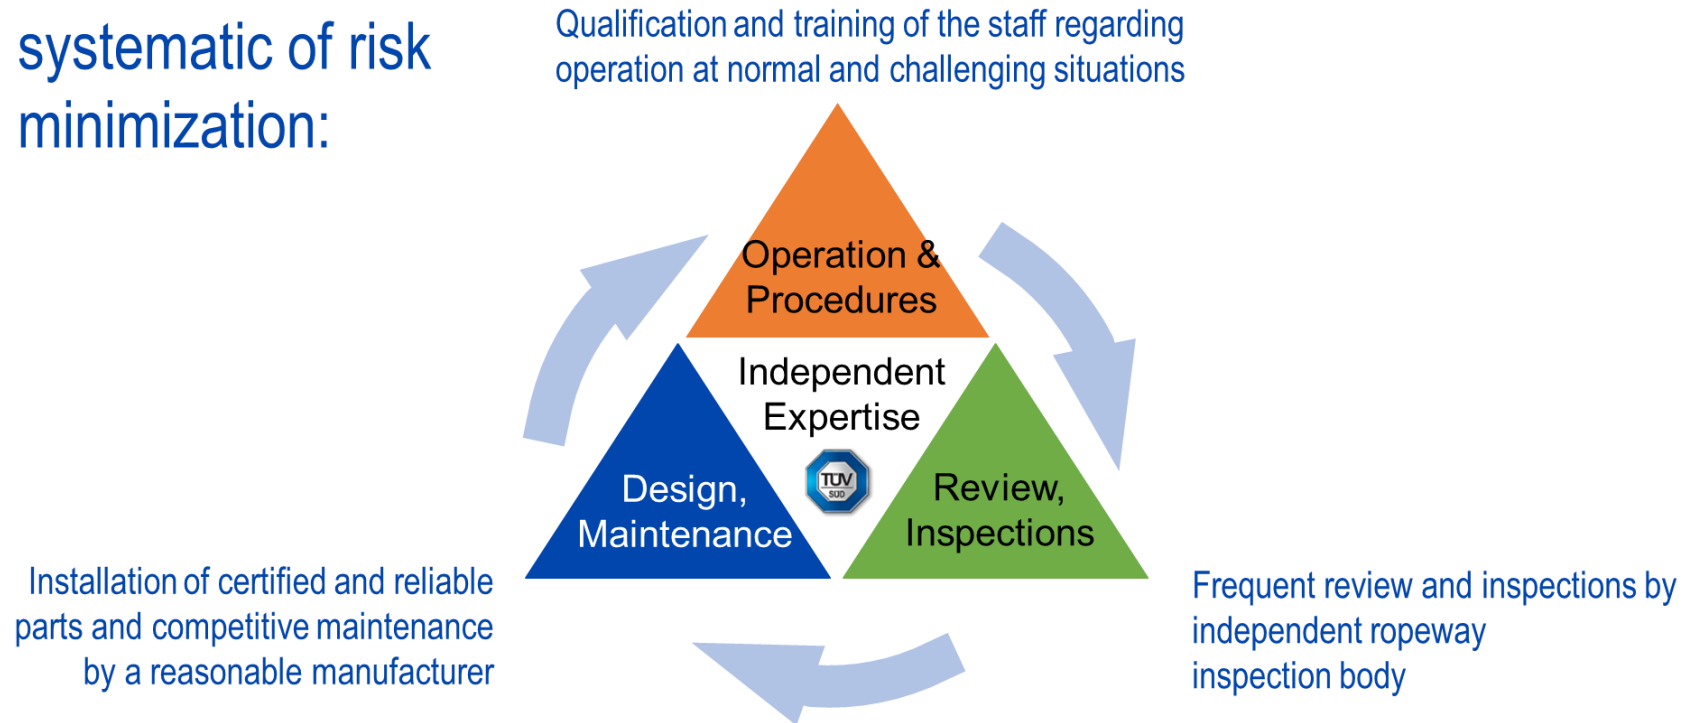 systematic of risk
minimization:
Qualification and training of the staff regarding
operation at normal and challenging situations
Operation &
Procedures
Independent
Expertise
TÜV
SÜD
Design,
Maintenance
Review,
Inspections
Installation of certified and reliable
parts and competitive maintenance
by a reasonable manufacturer
Frequent review and inspections by
independent ropeway
inspection body